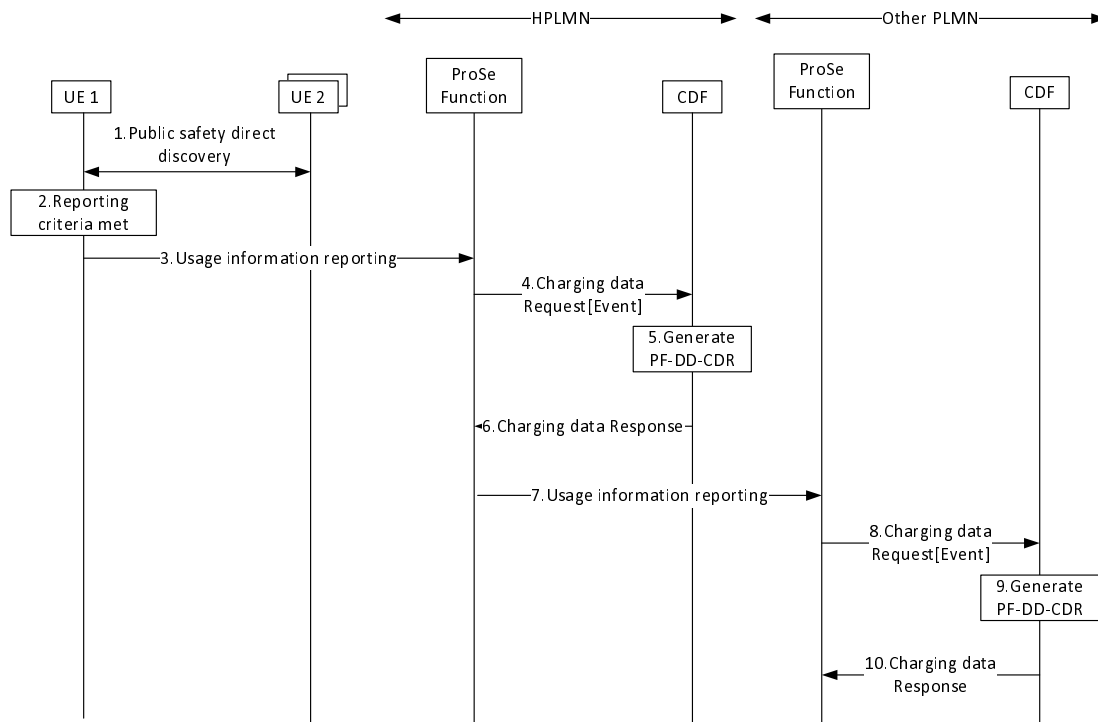 HPLMN
Other PLMN
UE 1
UE 2
ProSe
Function
CDF
ProSe
Function
CDF
1.Public safety direct
discovery
2.Reporting
criteria met
3.Usage information reporting
4.Charging data
Request[Event]
5.Generate
PF-DD-CDR
6.Charging data Response
7.Usage information reporting
8.Charging data
Request[Event]
9.Generate
PF-DD-CDR
10.Charging data
Response